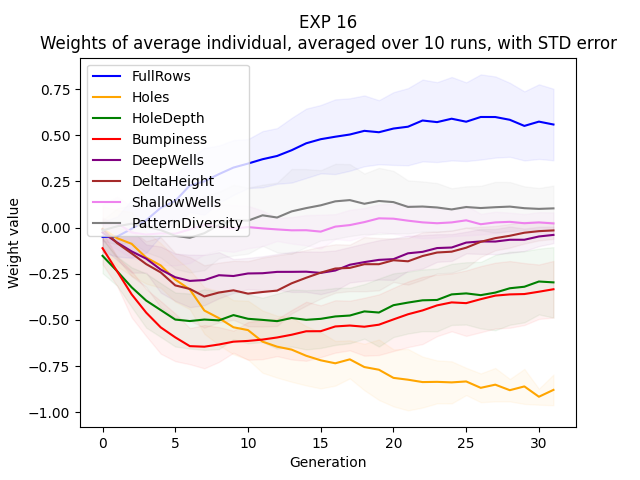 EXP 16
Weights of average individual, averaged over 10 runs, with STD error
FullRows
Holes
HoleDepth
Bumpiness
DeepWells
DeltaHeight
ShallowWells
PatternDiversity
0.75
0.50
0.25
0.00
−0.25
−0.50
−0.75
−1.00
Weight value
0 5 10 15 20 25 30
Generation